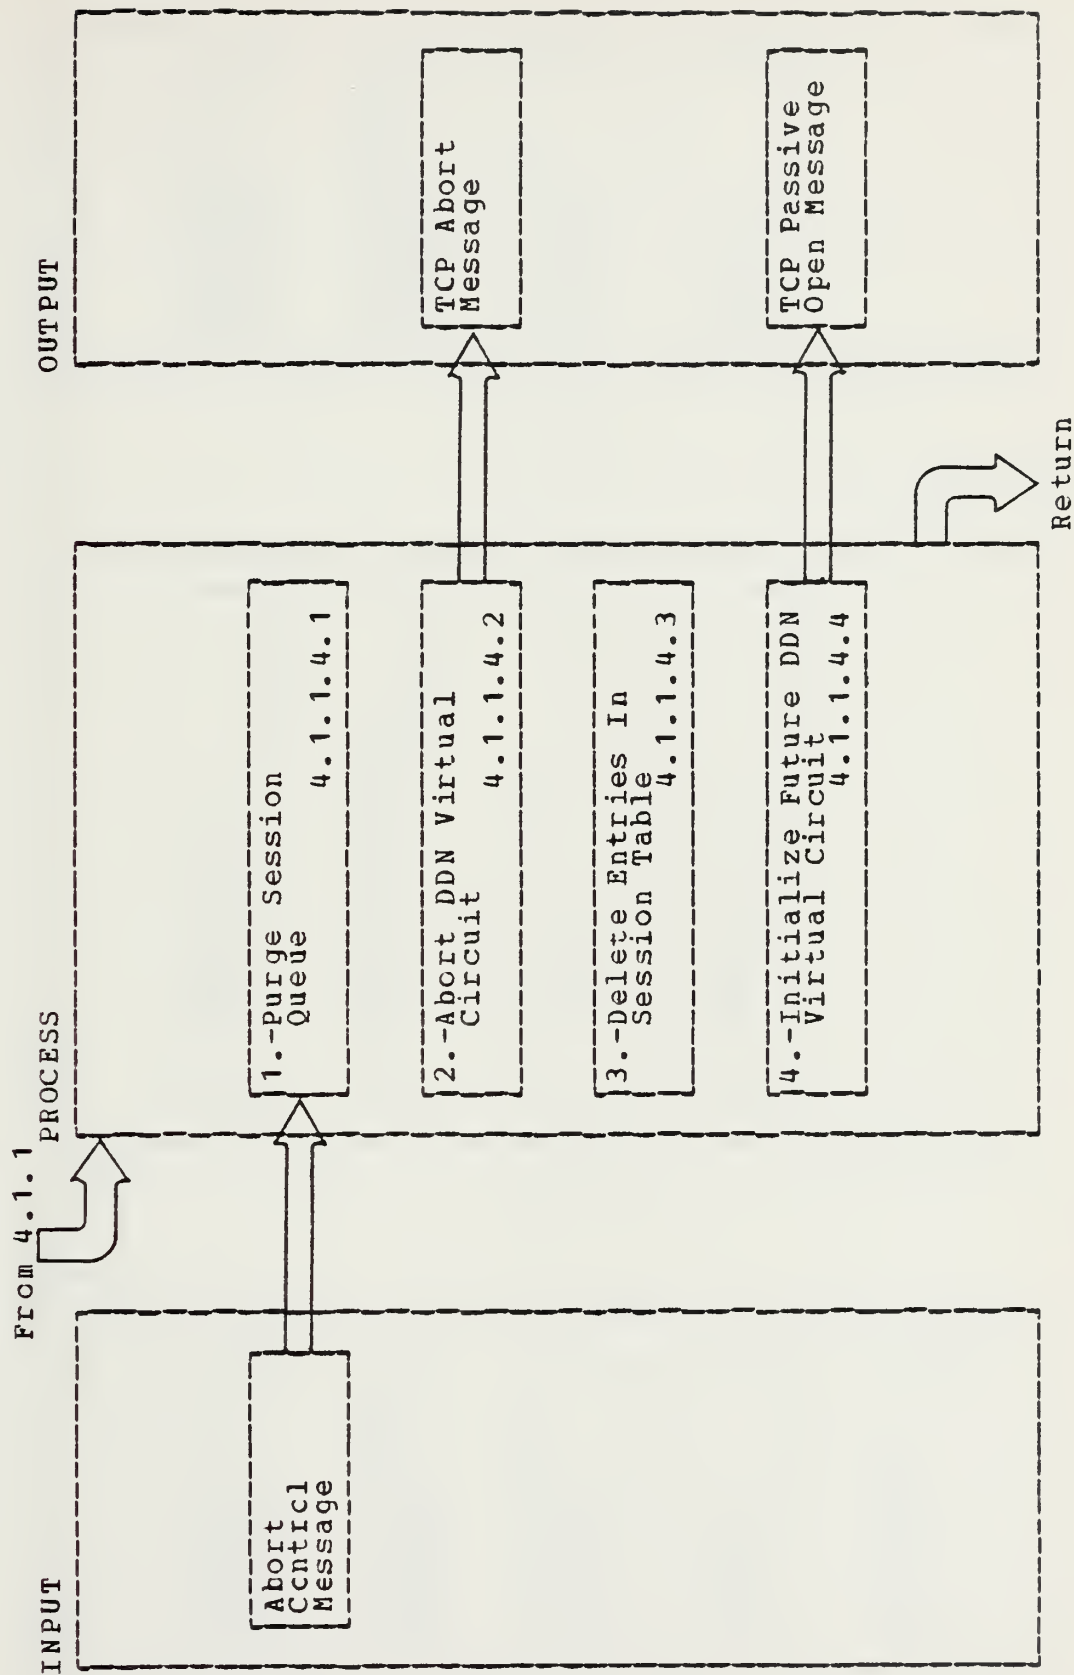 From 4.1.1
INPUT
PROCESS
OUTPUT
Abort
Ccntrcl
Message
1.-Purge Session
Queue
4.1.1.4.1
2.-Abort DDN Virtual
Circuit
4.1.1.4.2
3.-Delete Entries In
Session Table
4.1.1.4.3
4.-Initialize Future DDN
Virtual Circuit
4.1.1.4.4
TCP Abort
Message
TCP Passive
Open Message
Return